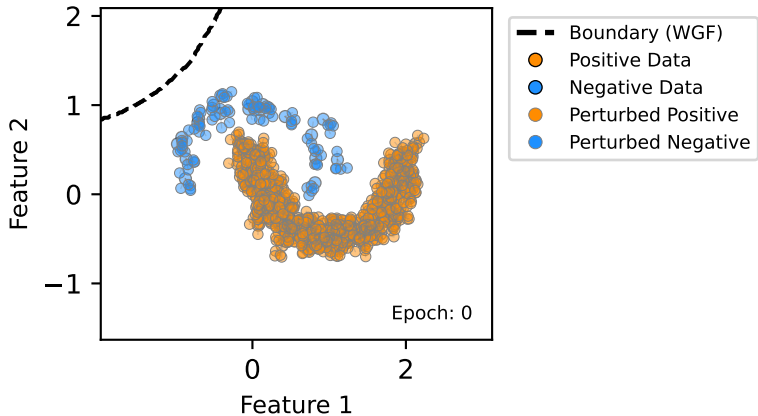 2
1
0
−1
Feature 2
0
2
Feature 1
Epoch: 0
Boundary (WGF)
Positive Data
Negative Data
Perturbed Positive
Perturbed Negative